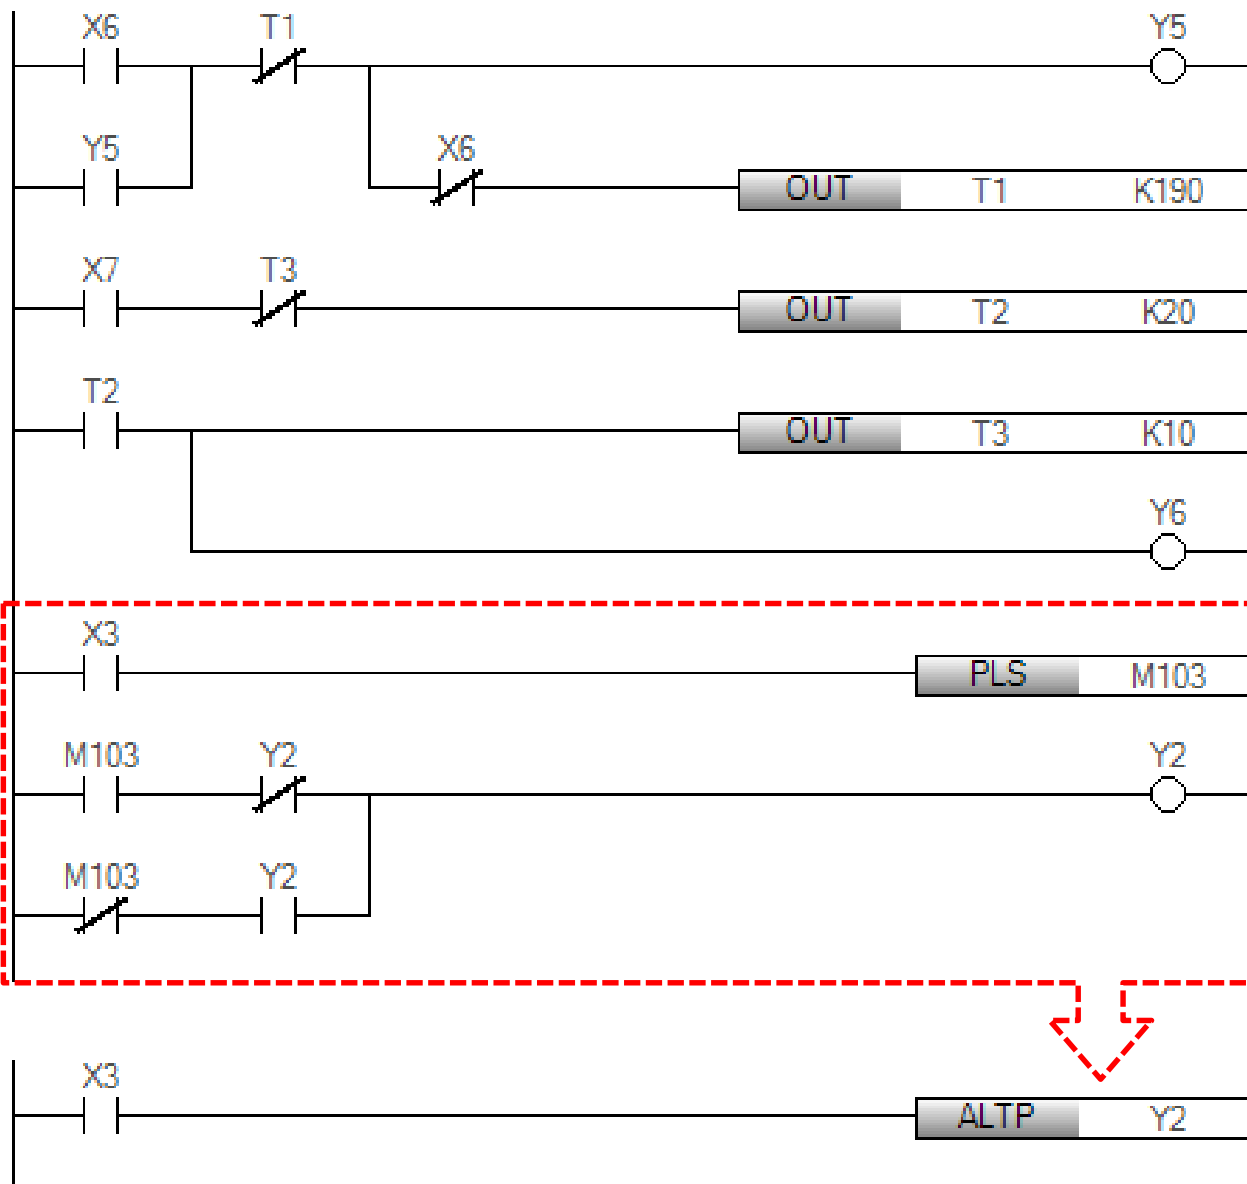 X6 T1 Y5
Y5 X6
OUT T1 K190
X7 T3
OUT T2 K20
T2
OUT T3 K10
Y6
X3
PLS M103
M103 Y2 Y2
M103 Y2
X3
ALTP Y2